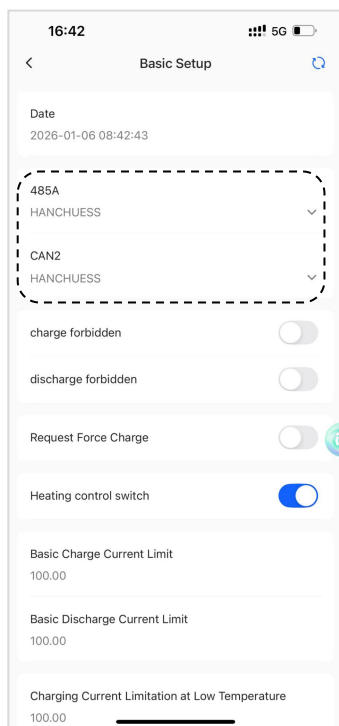 16:42
5G
Basic Setup
Date
2026-01-06 08:42:43
485A
HANCHUESS
CAN2
HANCHUESS
charge forbidden
discharge forbidden
Request Force Charge
Heating control switch
Basic Charge Current Limit
100.00
Basic Discharge Current Limit
100.00
Charging Current Limitation at Low Temperature
100.00